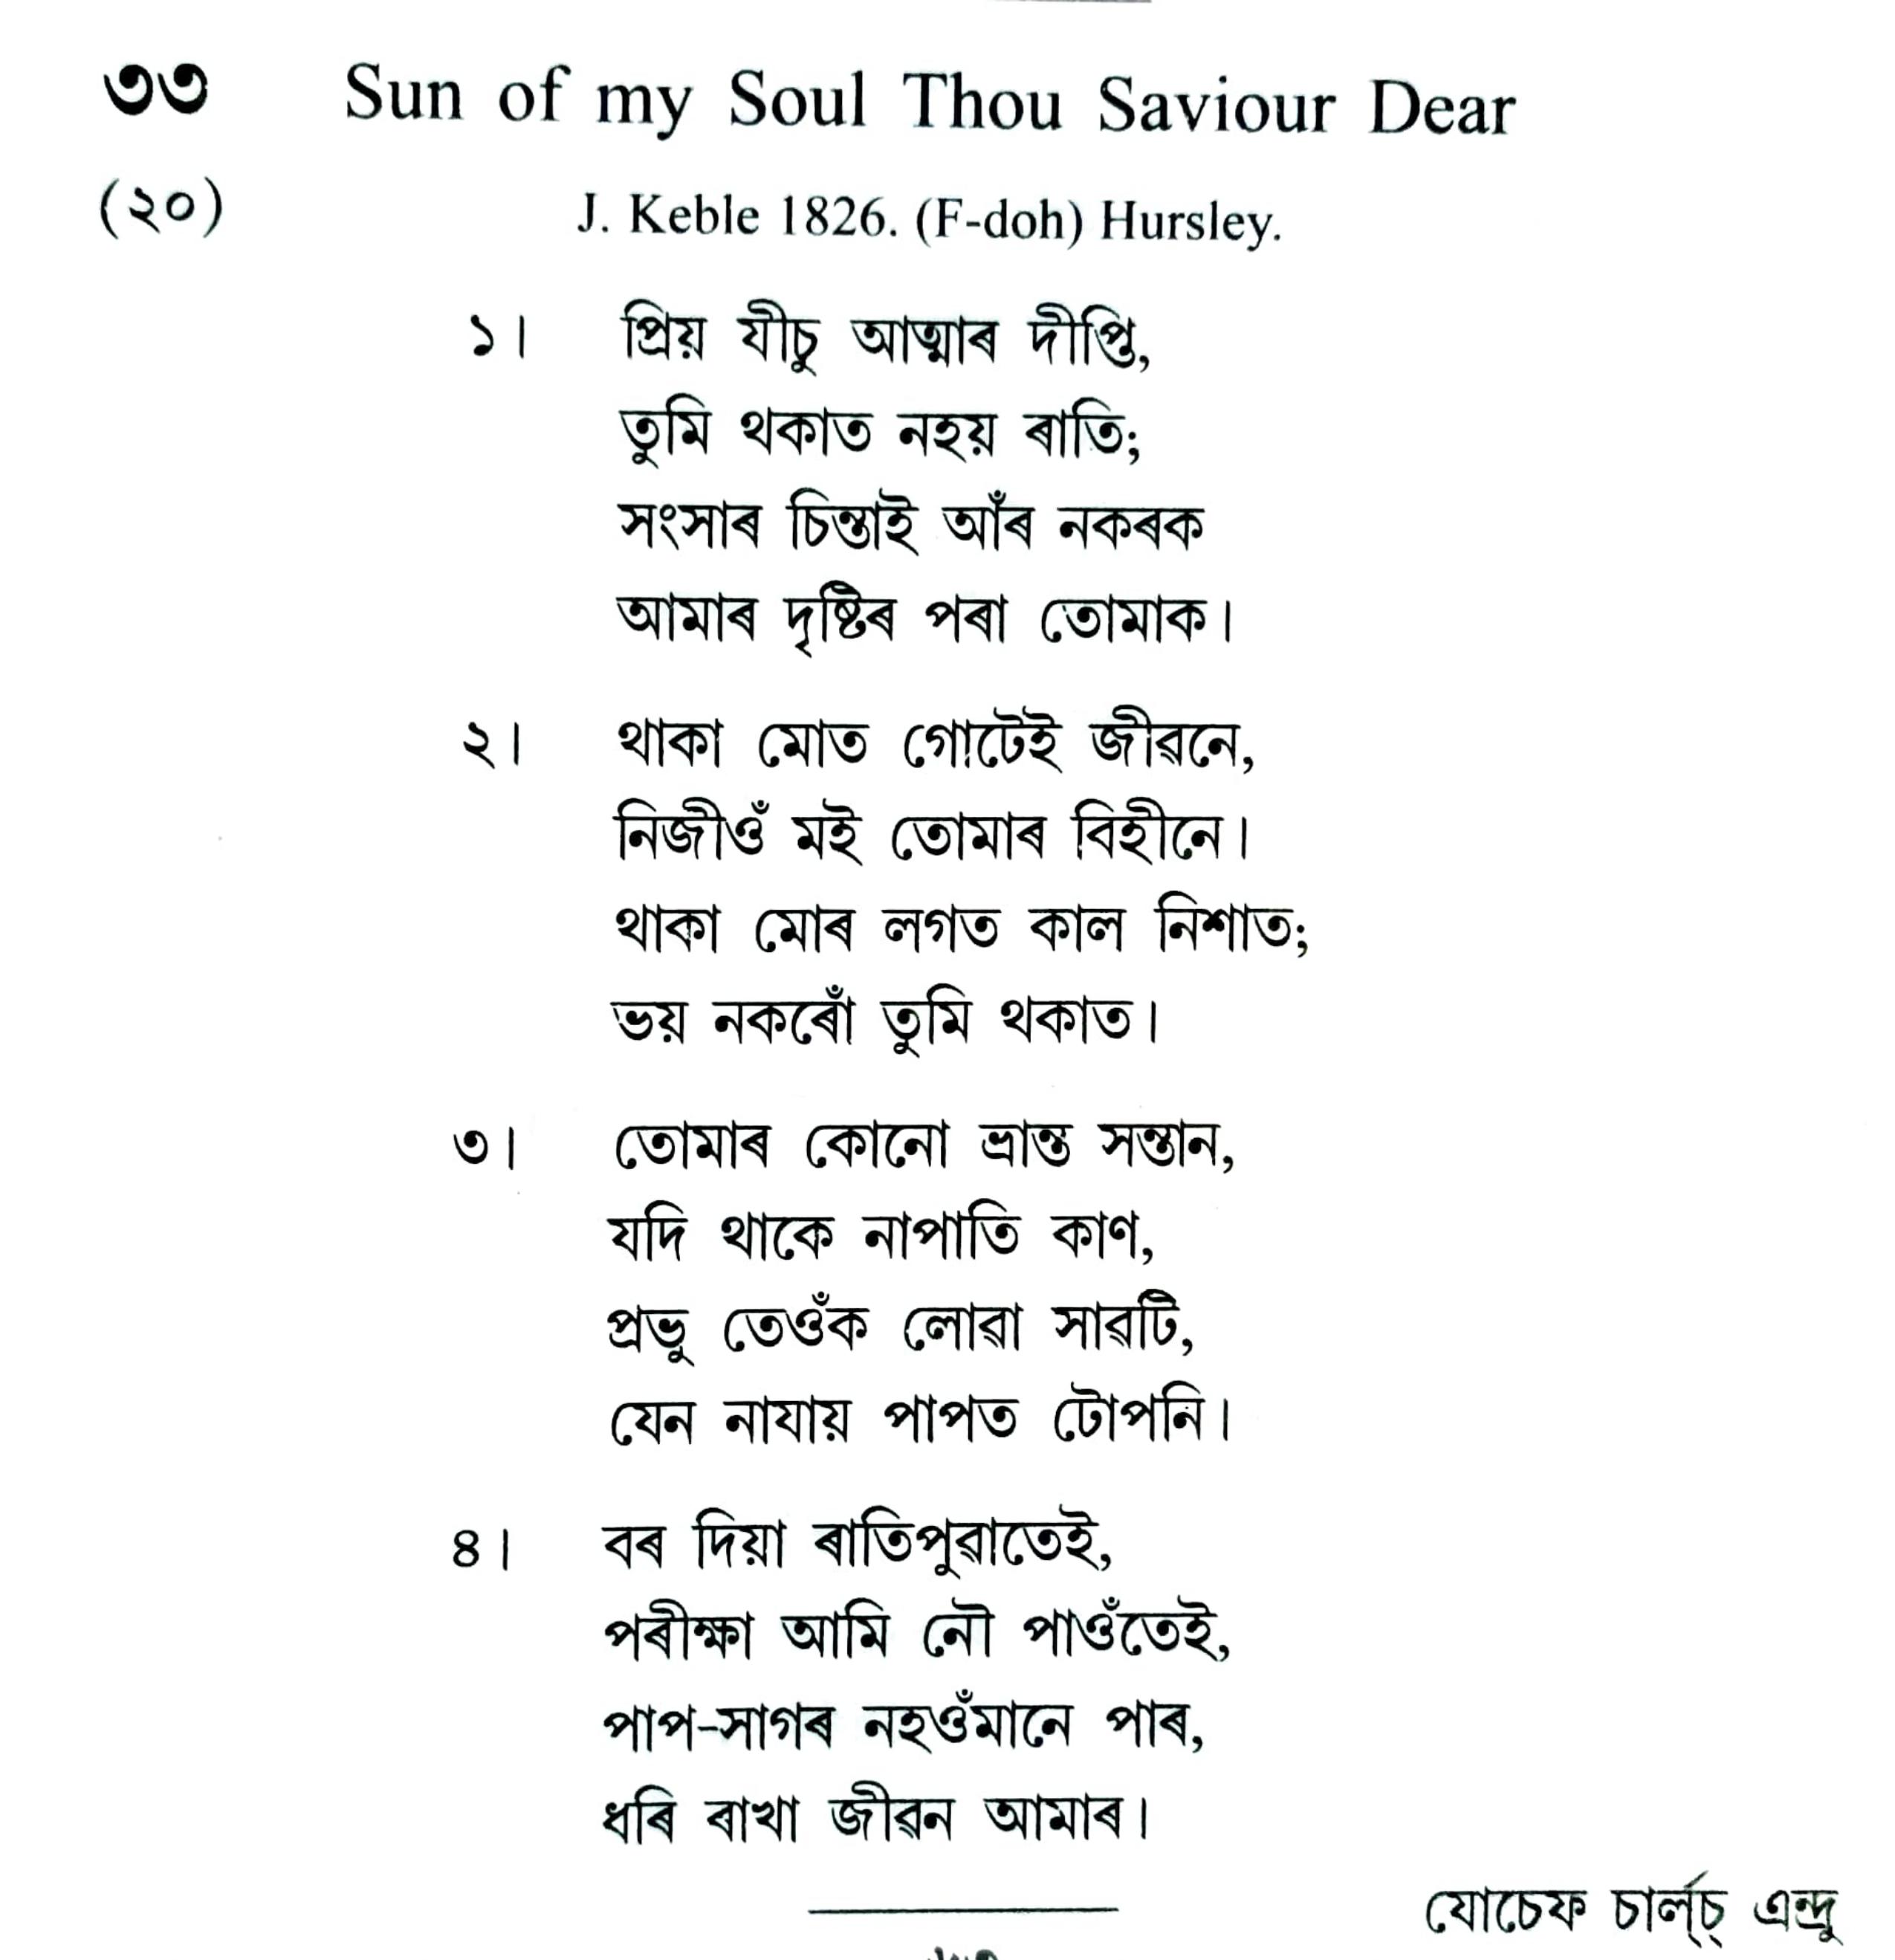 ৩৩ Sun of my Soul Thou Saviour Dear
(২০) J. Keble 1826. (F-doh) Hursley.
১। প্ৰিয় যীচু আত্মাৰ দীপ্তি,
তুমি থকাত নহয় ৰাতি;
সংসাৰ চিন্তাই আঁৰ নকৰক
আমাৰ দৃষ্টিৰ পৰা তোমাক।
২। থাকা মোত গোটেই জীৱনে,
নিজীওঁ মই তোমাৰ বিহীনে।
থাকা মোৰ লগত কাল নিশাত;
ভয় নকৰোঁ তুমি থকাত।
৩। তোমাৰ কোনো ভ্ৰান্ত সন্তান,
যদি থাকে নাপাতি কাণ,
প্ৰভু তেওঁক লোৱা সাৱটি,
যেন নাযায় পাপত টোপনি।
৪। বৰ দিয়া ৰাতিপুৱাতেই,
পৰীক্ষা আমি নৌ পাওঁতেই,
পাপ-সাগৰ নহওঁমানে পাৰ,
ধৰি ৰাখা জীৱন আমাৰ।
যোচেফ চাৰ্ল্চ্ এন্দ্ৰু